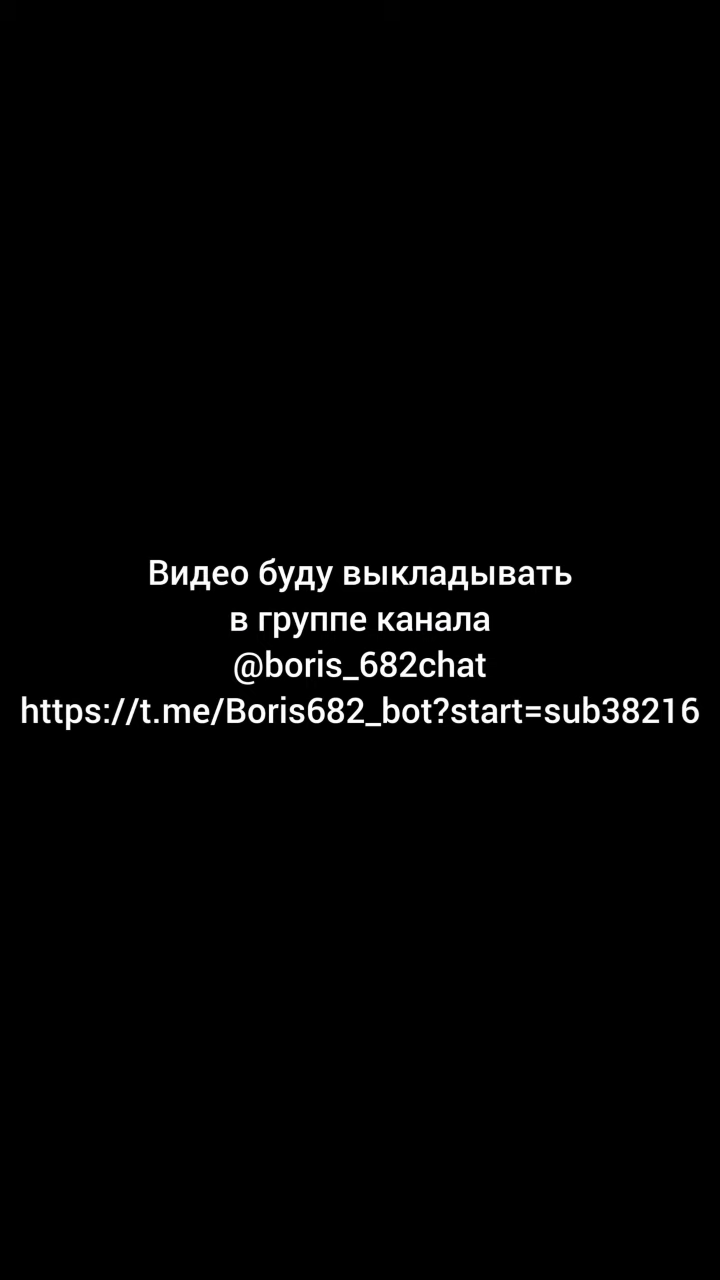 Видео буду выкладывать
в группе канала
@boris_682chat
https://t.me/Boris682_bot?start=sub38216